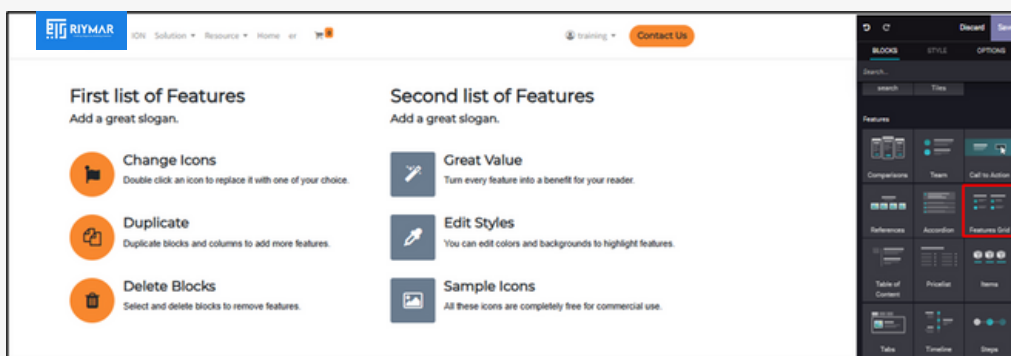 RIYMAR
ION Solution Resource Home er 0
training
Contact Us
First list of Features
Add a great slogan.
Change Icons
Double click an icon to replace it with one of your choice.
Duplicate
Duplicate blocks and columns to add more features.
Delete Blocks
Select and delete blocks to remove features.
Second list of Features
Add a great slogan.
Great Value
Turn every feature into a benefit for your reader.
Edit Styles
You can edit colors and backgrounds to highlight features.
Sample Icons
All these icons are completely free for commercial use.
Discard Sav
BLOCKS STYLE OPTIONS
Search...
search Tiles
Features
Comparisons Team Call to Action
References Accordion Features Grid
Table of Content Pricelist Items
Tabs Timeline Steps